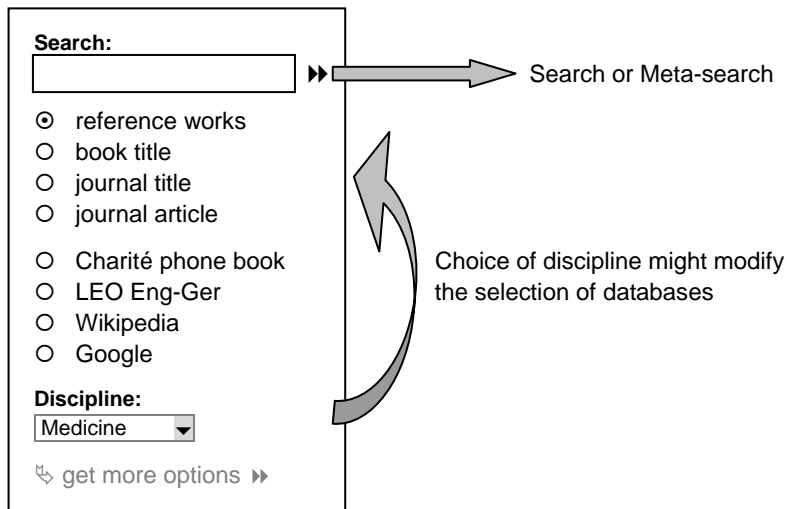 Search:
Search or Meta-search
reference works
book title
journal title
journal article
Charité phone book
LEO Eng-Ger
Wikipedia
Google
Choice of discipline might modify
the selection of databases
Discipline:
Medicine
get more options